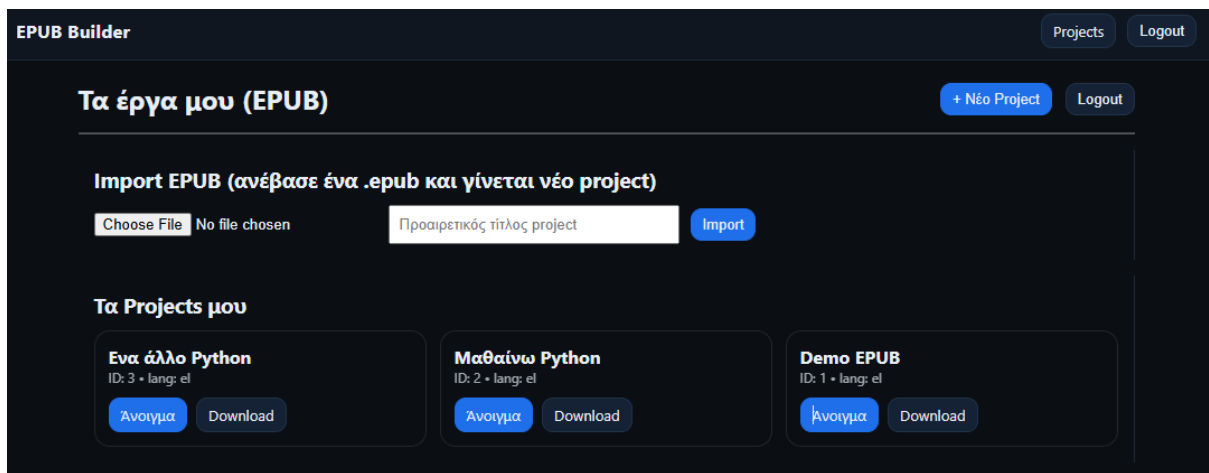 EPUB Builder
Projects
Logout
Τα έργα μου (EPUB)
+ Νέο Project
Logout
Import EPUB (ανέβασε ένα .epub και γίνεται νέο project)
Choose File No file chosen
Προαιρετικός τίτλος project
Import
Τα Projects μου
Ενα άλλο Python
ID: 3 • lang: el
Άνοιγμα
Download
Μαθαίνω Python
ID: 2 • lang: el
Άνοιγμα
Download
Demo EPUB
ID: 1 • lang: el
Άνοιγμα
Download